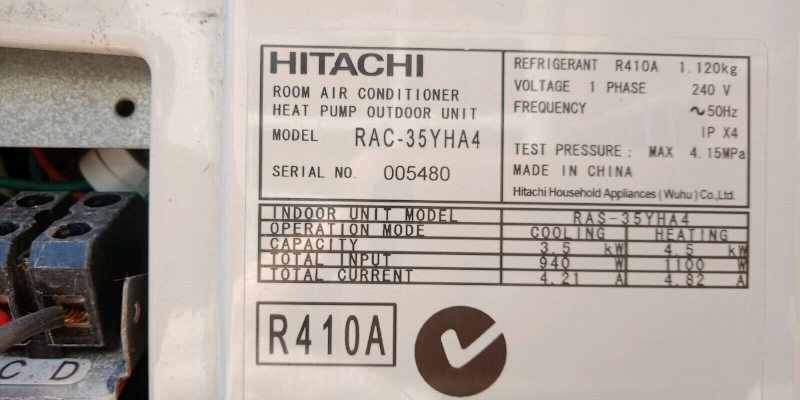 HITACHI
ROOM AIR CONDITIONER
HEAT PUMP OUTDOOR UNIT
MODEL RAC-35YHA4
SERIAL NO. 005480
REFRIGERANT R410A 1.120kg
VOLTAGE 1 PHASE 240 V
FREQUENCY ~50Hz
IP X4
TEST PRESSURE; MAX 4.15MPa
MADE IN CHINA
Hitachi Household Appliances (Wuhu) Co.,Ltd.
INDOOR UNIT MODEL RAS-35YHA4
OPERATION MODE COOLING HEATING
CAPACITY 3.5 kW 4.5 kW
TOTAL INPUT 940 W 1100 W
TOTAL CURRENT 4.21 A 4.82 A
R410A
C D